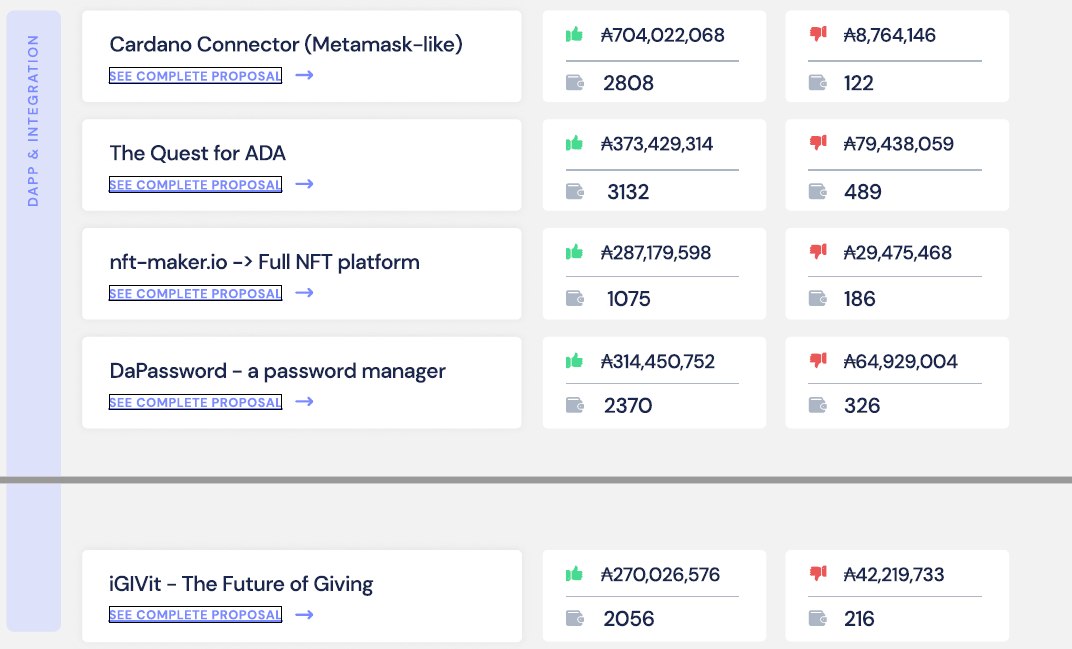 DAPP & INTEGRATION
Cardano Connector (Metamask-like)
SEE COMPLETE PROPOSAL →
₳704,022,068
2808
₳8,764,146
122
The Quest for ADA
SEE COMPLETE PROPOSAL →
₳373,429,314
3132
₳79,438,059
489
nft-maker.io -> Full NFT platform
SEE COMPLETE PROPOSAL →
₳287,179,598
1075
₳29,475,468
186
DaPassword - a password manager
SEE COMPLETE PROPOSAL →
₳314,450,752
2370
₳64,929,004
326
iGIVit - The Future of Giving
SEE COMPLETE PROPOSAL →
₳270,026,576
2056
₳42,219,733
216